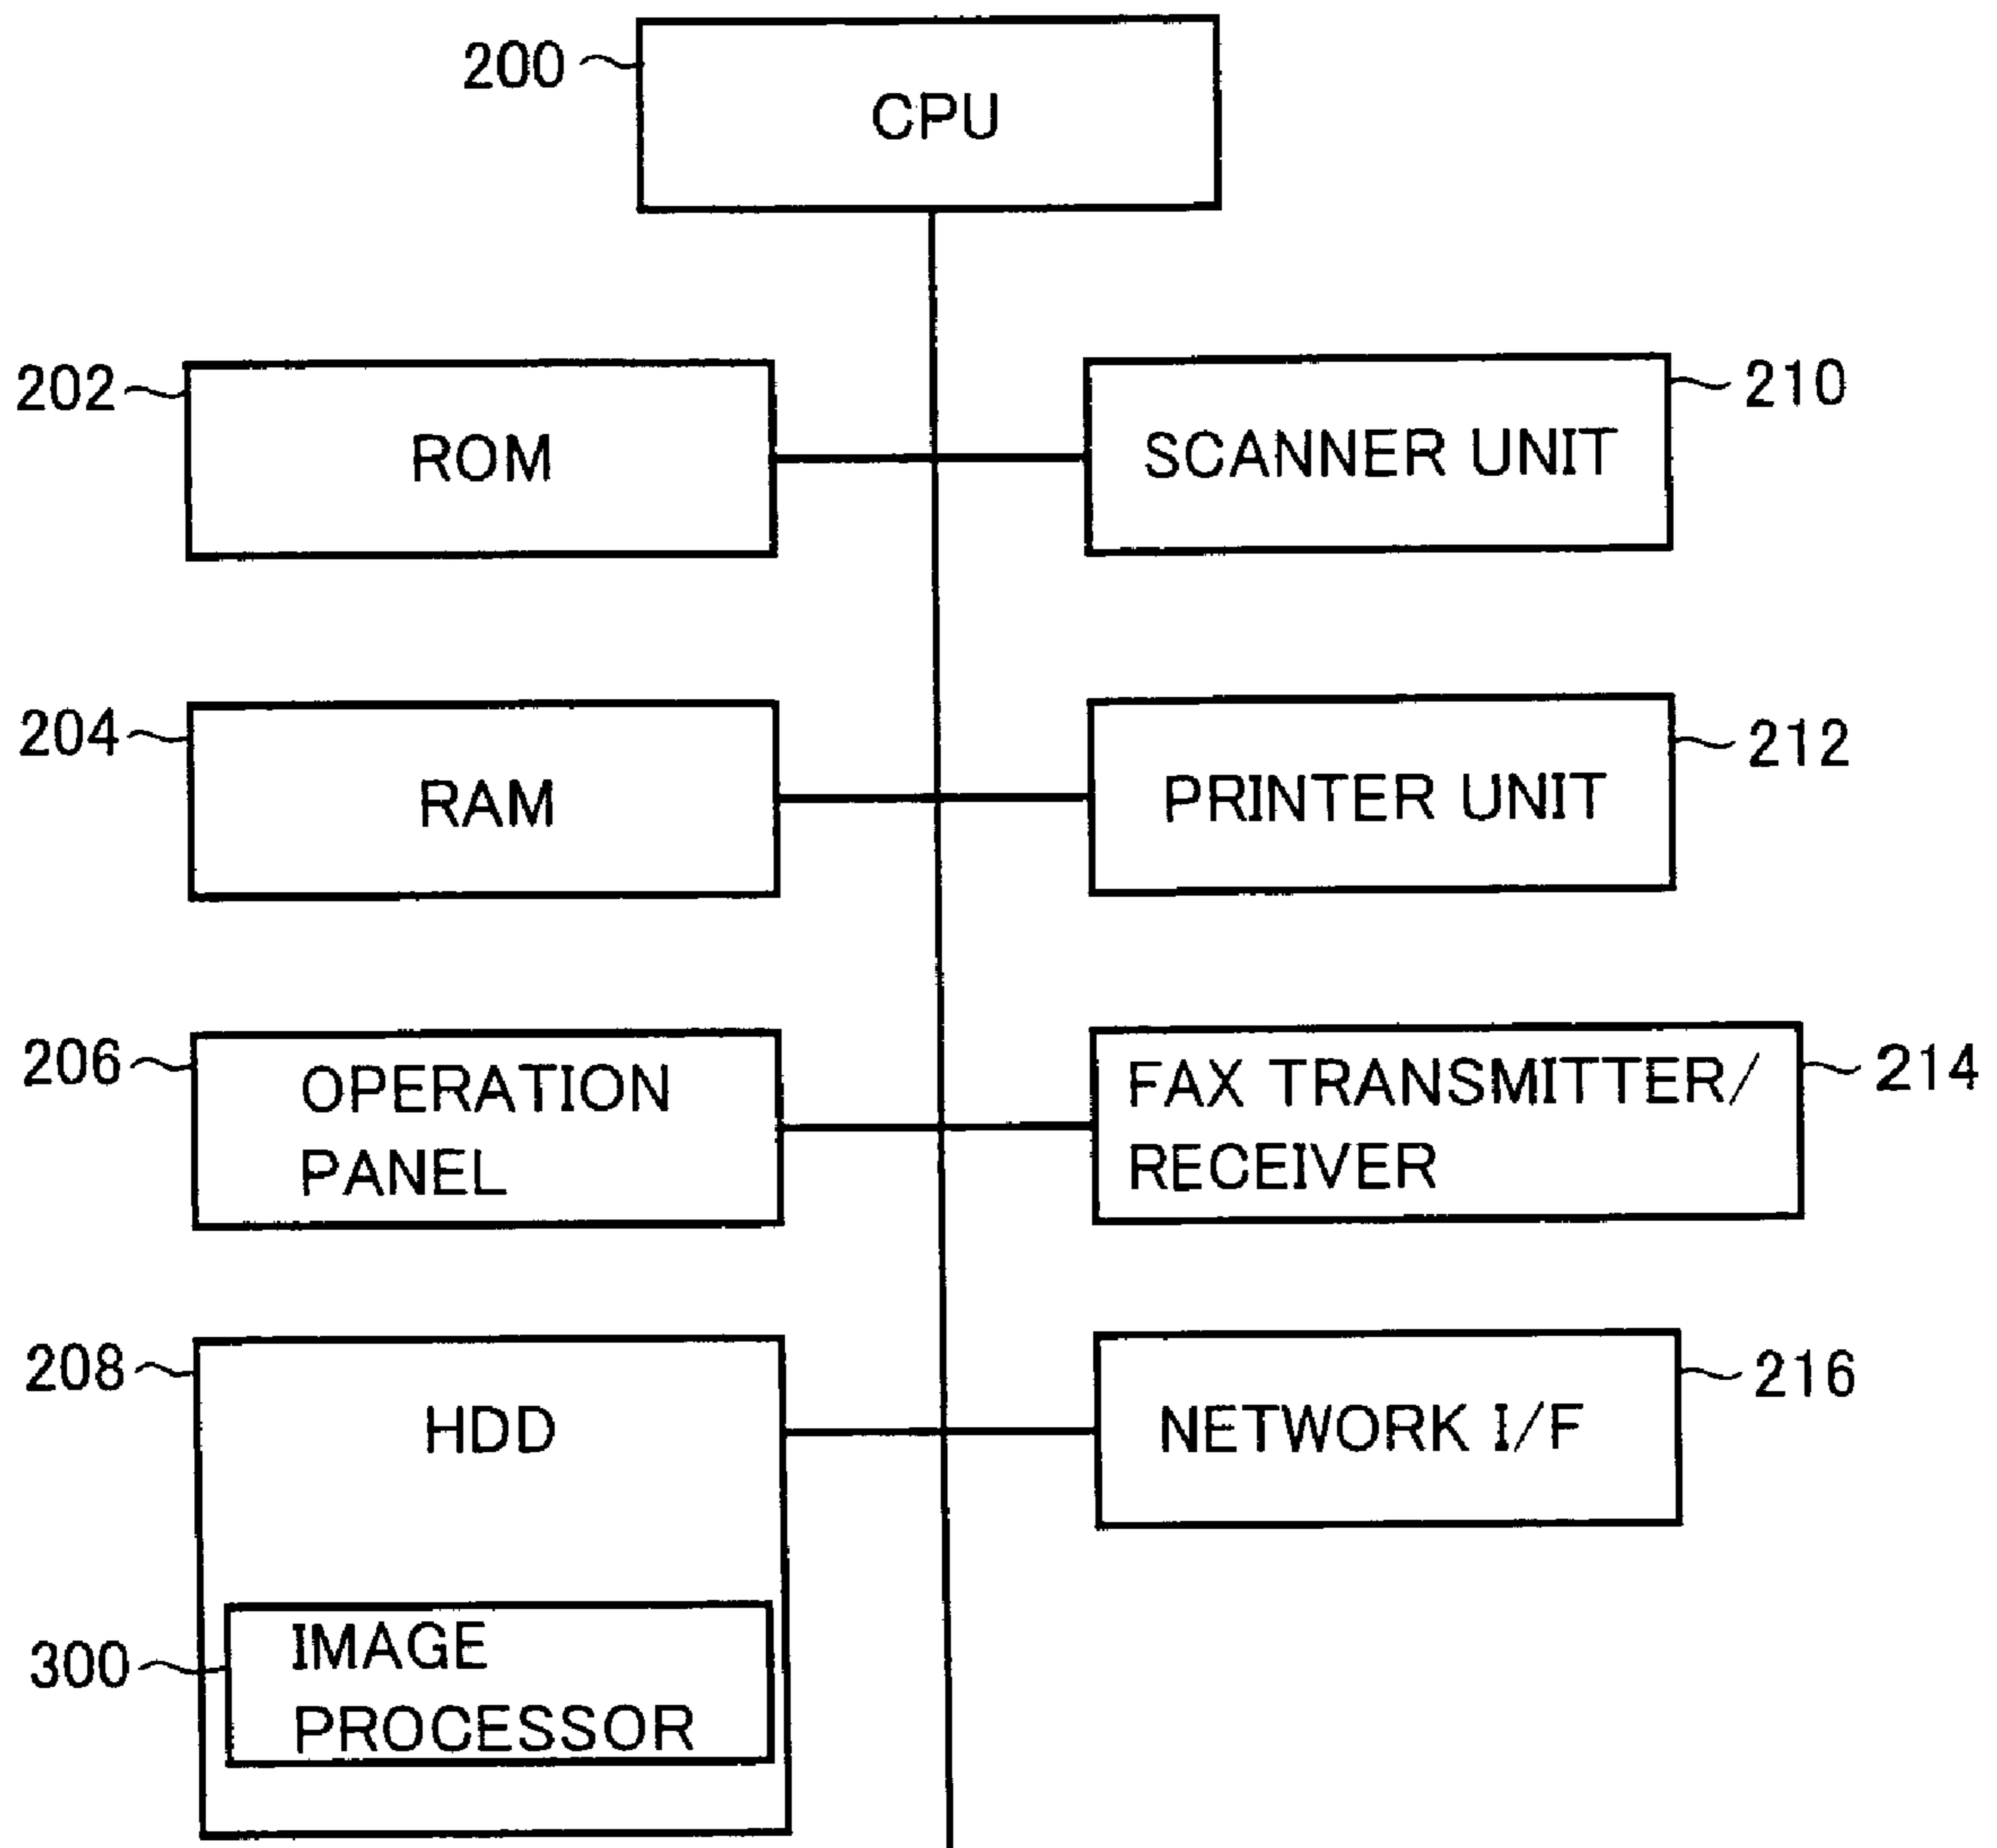 200
CPU
202
ROM
SCANNER UNIT
210
204
RAM
PRINTER UNIT
212
206
OPERATION
PANEL
FAX TRANSMITTER/
RECEIVER
214
208
HDD
NETWORK I/F
216
300
IMAGE
PROCESSOR